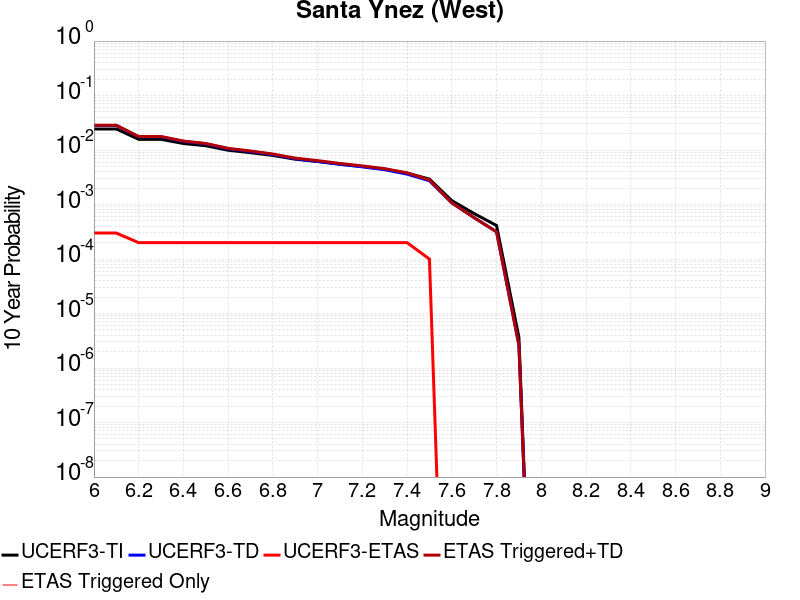 Santa Ynez (West)
10 Year Probability
10^0
10^-1
10^-2
10^-3
10^-4
10^-5
10^-6
10^-7
10^-8
6 6.2 6.4 6.6 6.8 7 7.2 7.4 7.6 7.8 8 8.2 8.4 8.6 8.8 9
Magnitude
UCERF3-TI UCERF3-TD UCERF3-ETAS ETAS Triggered+TD
ETAS Triggered Only